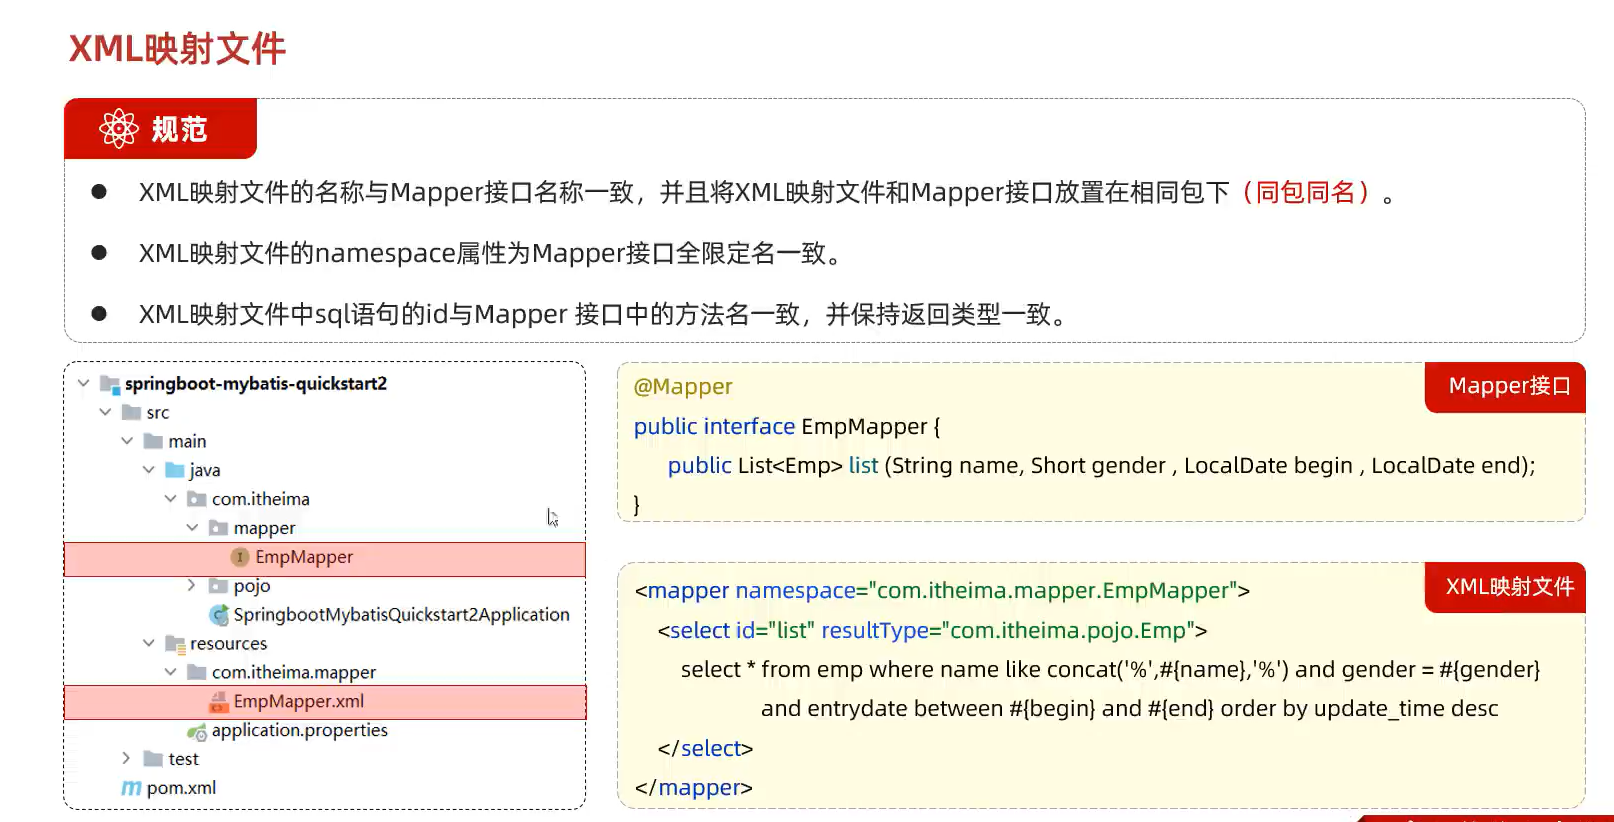 XML映射文件
规范
XML映射文件的名称与Mapper接口名称一致，并且将XML映射文件和Mapper接口放置在相同包下（同包同名）。
XML映射文件的namespace属性为Mapper接口全限定名一致。
XML映射文件中sql语句的id与Mapper 接口中的方法名一致，并保持返回类型一致。
springboot-mybatis-quickstart2
src
main
java
com.itheima
mapper
EmpMapper
pojo
SpringbootMybatisQuickstart2Application
resources
com.itheima.mapper
EmpMapper.xml
application.properties
test
pom.xml
Mapper接口
@Mapper
public interface EmpMapper {
public List<Emp> list (String name, Short gender , LocalDate begin , LocalDate end);
}
XML映射文件
<mapper namespace="com.itheima.mapper.EmpMapper">
<select id="list" resultType="com.itheima.pojo.Emp">
select * from emp where name like concat('%',#{name},'%') and gender = #{gender}
and entrydate between #{begin} and #{end} order by update_time desc
</select>
</mapper>